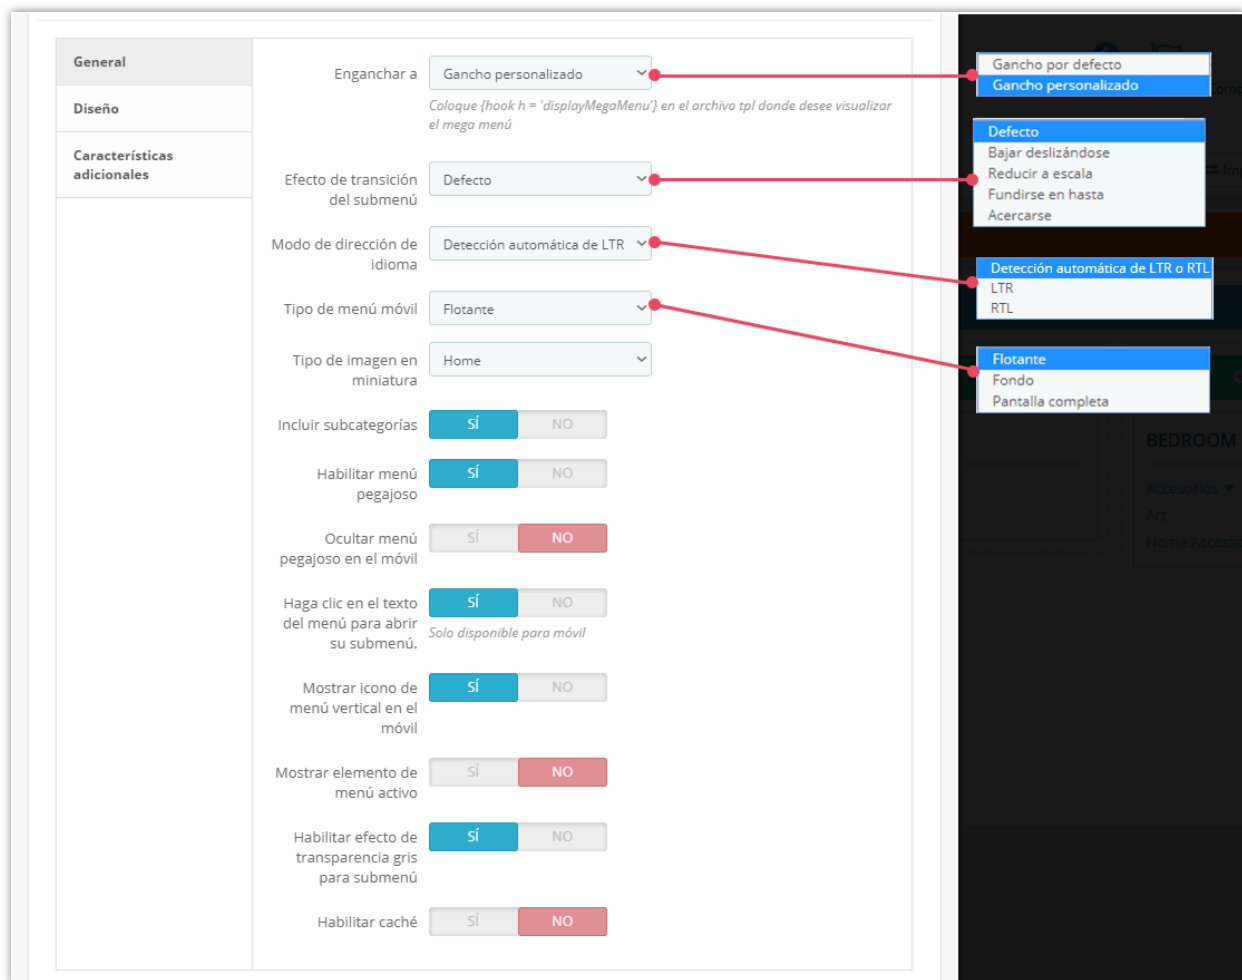 General
Diseño
Características
adicionales
Enganchar a
Gancho personalizado
Coloque {hook h = 'displayMegaMenu'} en el archivo tpl donde desee visualizar
el mega menú
Efecto de transición
del submenú
Defecto
Modo de dirección de
idioma
Detección automática de LTR
Tipo de menú móvil
Flotante
Tipo de imagen en
miniatura
Home
Incluir subcategorías
SÍ NO
Habilitar menú
pegajoso
SÍ NO
Ocultar menú
pegajoso en el móvil
SÍ NO
Haga clic en el texto
del menú para abrir
su submenú.
SÍ NO
Solo disponible para móvil
Mostrar icono de
menú vertical en el
móvil
SÍ NO
Mostrar elemento de
menú activo
SÍ NO
Habilitar efecto de
transparencia gris
para submenú
SÍ NO
Habilitar caché
SÍ NO
Gancho por defecto
Gancho personalizado
Defecto
Bajar deslizándose
Reducir a escala
Fundirse en hasta
Acercarse
Detección automática de LTR o RTL
LTR
RTL
Flotante
Fondo
Pantalla completa
BEDROOM
Accesorios
Art
Home